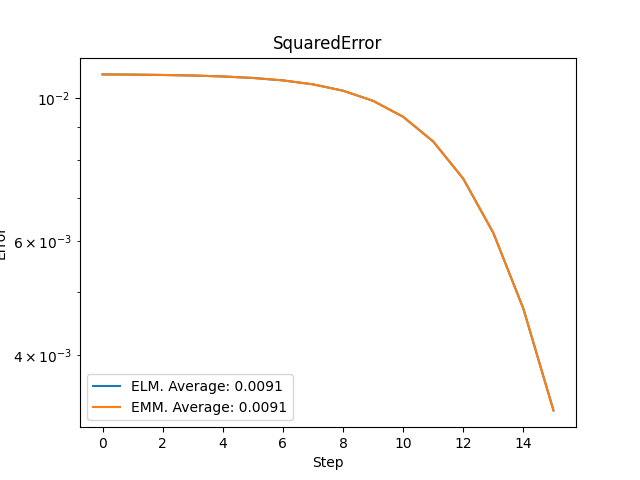 SquaredError
Error
10⁻²
6 × 10⁻³
4 × 10⁻³
ELM. Average: 0.0091
EMM. Average: 0.0091
0 2 4 6 8 10 12 14
Step